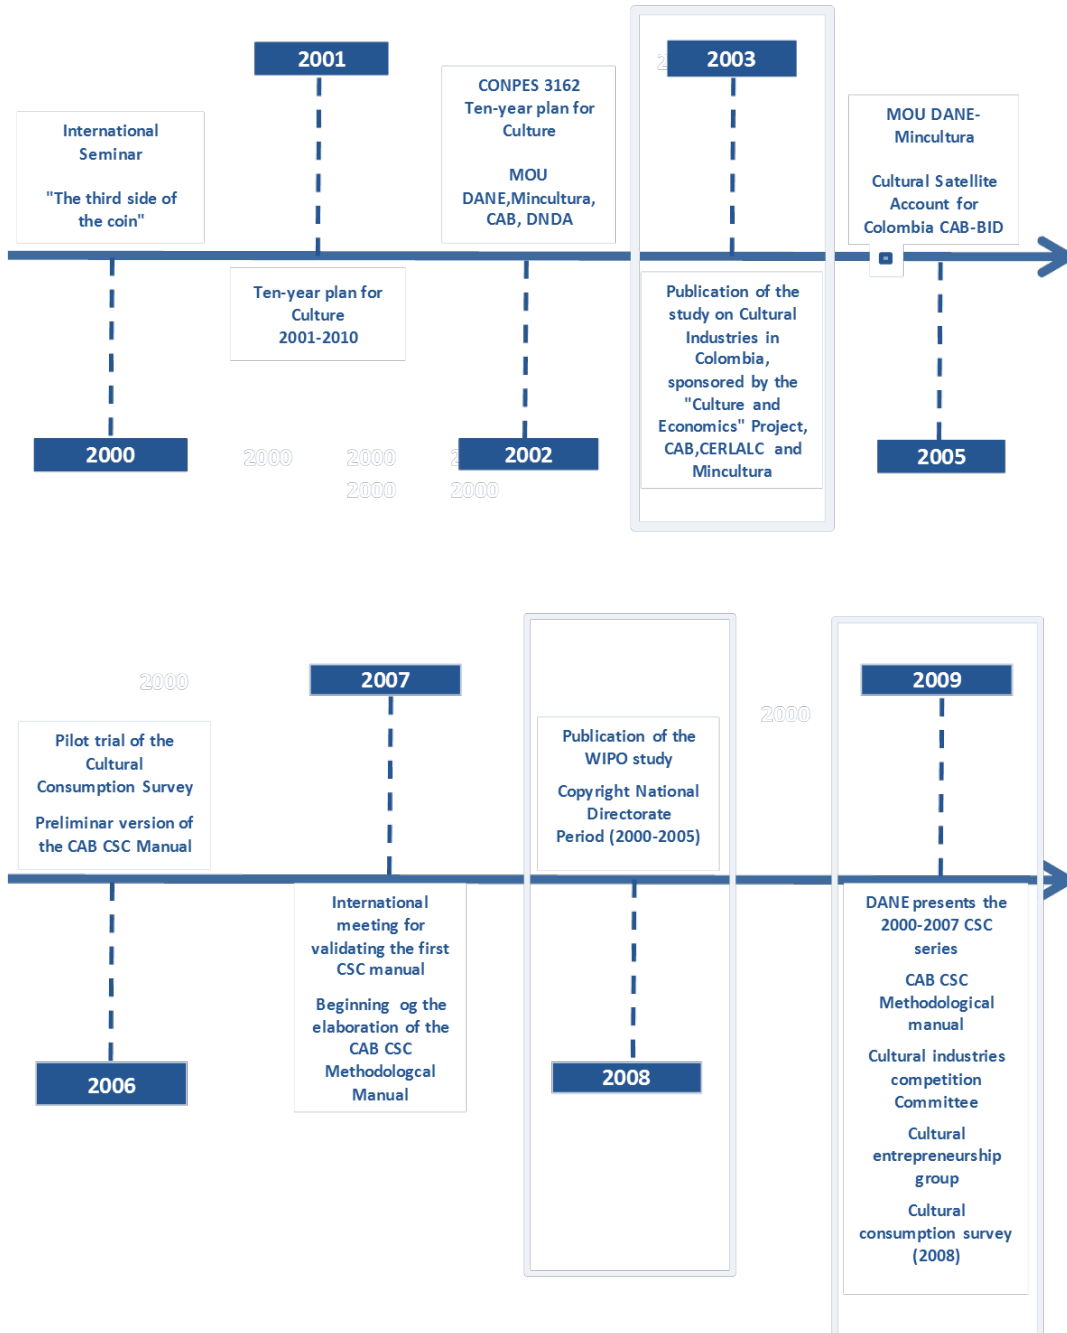 2001
2003
International
Seminar
"The third side of
the coin"
CONPES 3162
Ten-year plan for
Culture
MOU
DANE,Mincultura,
CAB, DNDA
MOU DANE-
Mincultura
Cultural Satellite
Account for
Colombia CAB-BID
Ten-year plan for
Culture
2001-2010
Publication of the
study on Cultural
Industries in
Colombia,
sponsored by the
"Culture and
Economics" Project,
CAB,CERLALC and
Mincultura
2000
2000
2000
2002
2005
2000
2000
2000
2007
2009
2000
Pilot trial of the
Cultural
Consumption Survey
Preliminar version of
the CAB CSC Manual
Publication of the
WIPO study
Copyright National
Directorate
Period (2000-2005)
International
meeting for
validating the first
CSC manual
Beginning og the
elaboration of the
CAB CSC
Methodologcal
Manual
DANE presents the
2000-2007 CSC
series
CAB CSC
Methodological
manual
Cultural industries
competition
Committee
Cultural
entrepreneurship
group
Cultural
consumption survey
(2008)
2006
2008